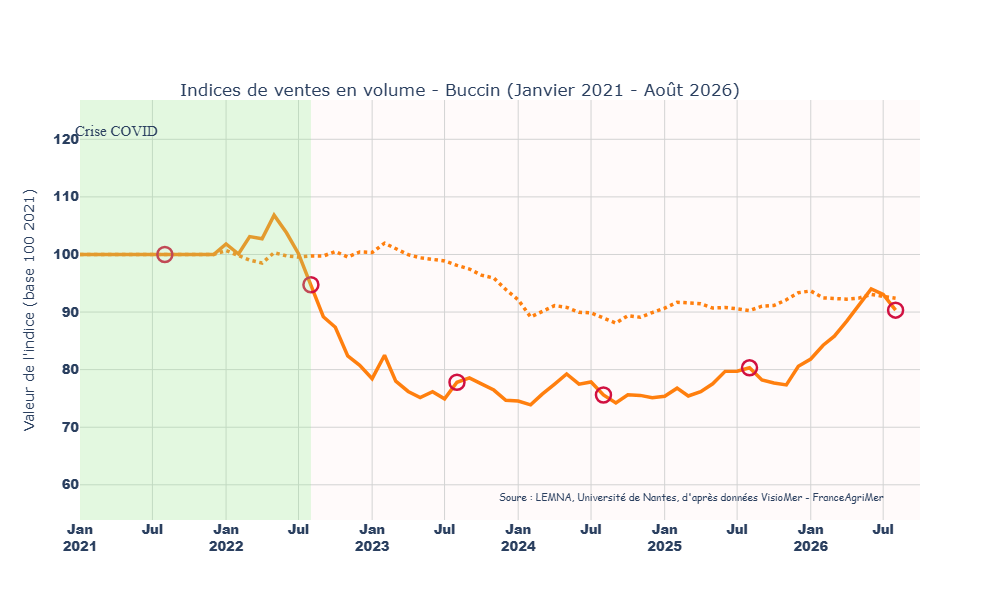 Indices de ventes en volume - Buccin (Janvier 2021 - Août 2026)
Crise COVID
Valeur de l'indice (base 100 2021)
120
110
100
90
80
70
60
Soure : LEMNA, Université de Nantes, d'après données VisioMer - FranceAgriMer
Jan Jul Jan Jul Jan Jul Jan Jul Jan Jul Jan Jul
2021 2022 2023 2024 2025 2026